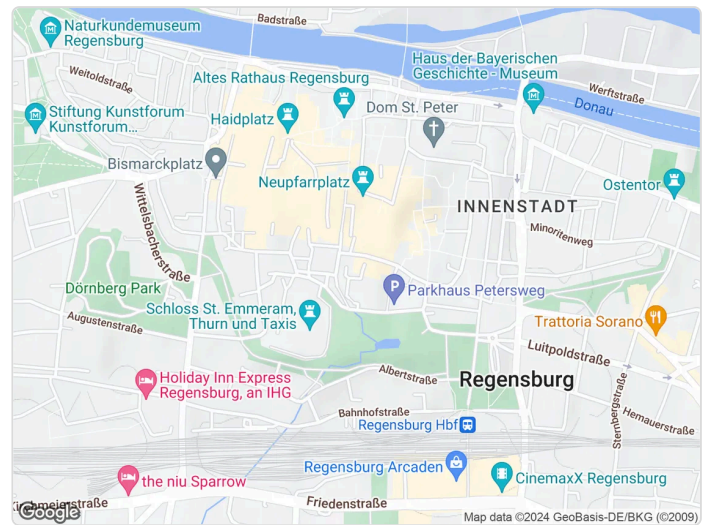 Badstraße
Naturkundemuseum
Regensburg
Weitoldstraße
Haus der Bayerischen
Geschichte - Museum
Altes Rathaus Regensburg
Werftstraße
Donau
Stiftung Kunstforum
Kunstforum...
Haidplatz
Dom St. Peter
Bismarckplatz
Neupfarrplatz
Ostentor
INNENSTADT
Wittelsbacherstraße
Minoritenweg
Dörnberg Park
Parkhaus Petersweg
Schloss St. Emmeram,
Thurn und Taxis
Augustenstraße
Trattoria Sorano
Luitpoldstraße
Holiday Inn Express
Regensburg, an IHG
Albertstraße
Regensburg
Sternbergstraße
Hemauerstraße
Bahnhofstraße
Regensburg Hbf
Regensburg Arcaden
CinemaxX Regensburg
the niu Sparrow
Friedenstraße
Google
Map data ©2024 GeoBasis-DE/BKG (©2009)